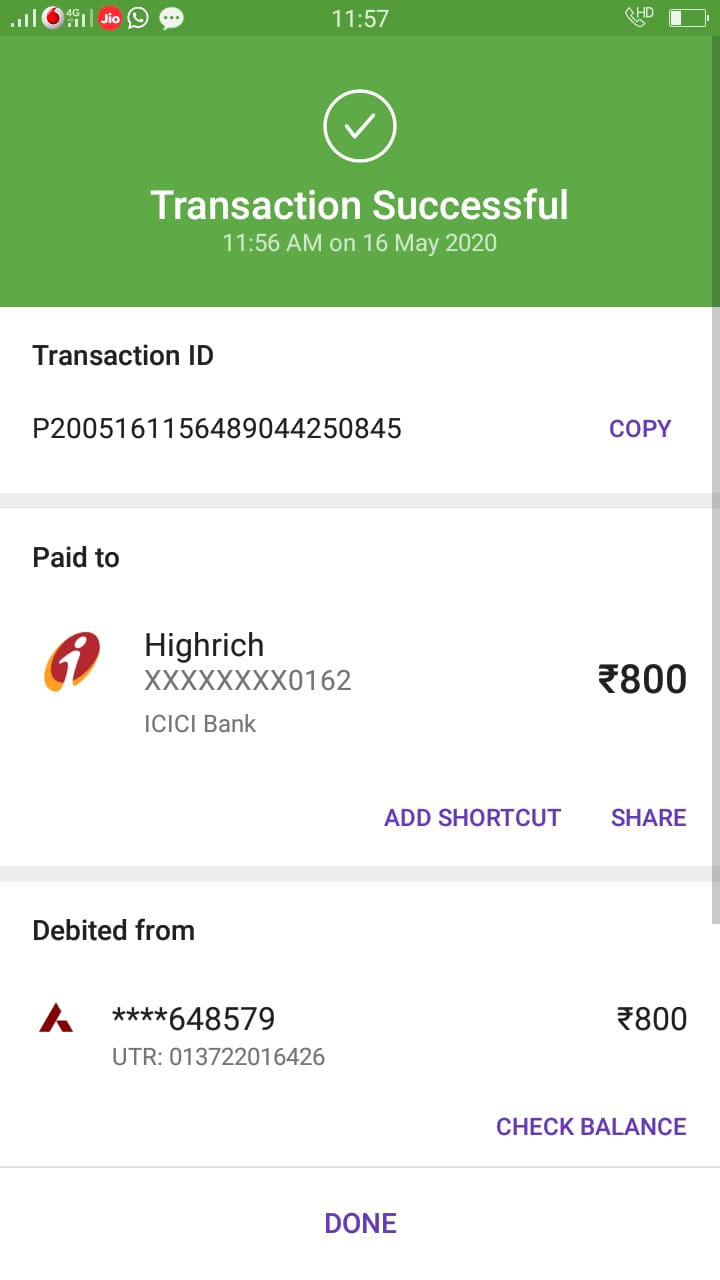 4G
Jio
11:57
HD
Transaction Successful
11:56 AM on 16 May 2020
Transaction ID
P2005161156489044250845
COPY
Paid to
Highrich
XXXXXXXX0162
₹800
ICICI Bank
ADD SHORTCUT SHARE
Debited from
****648579
₹800
UTR: 013722016426
CHECK BALANCE
DONE